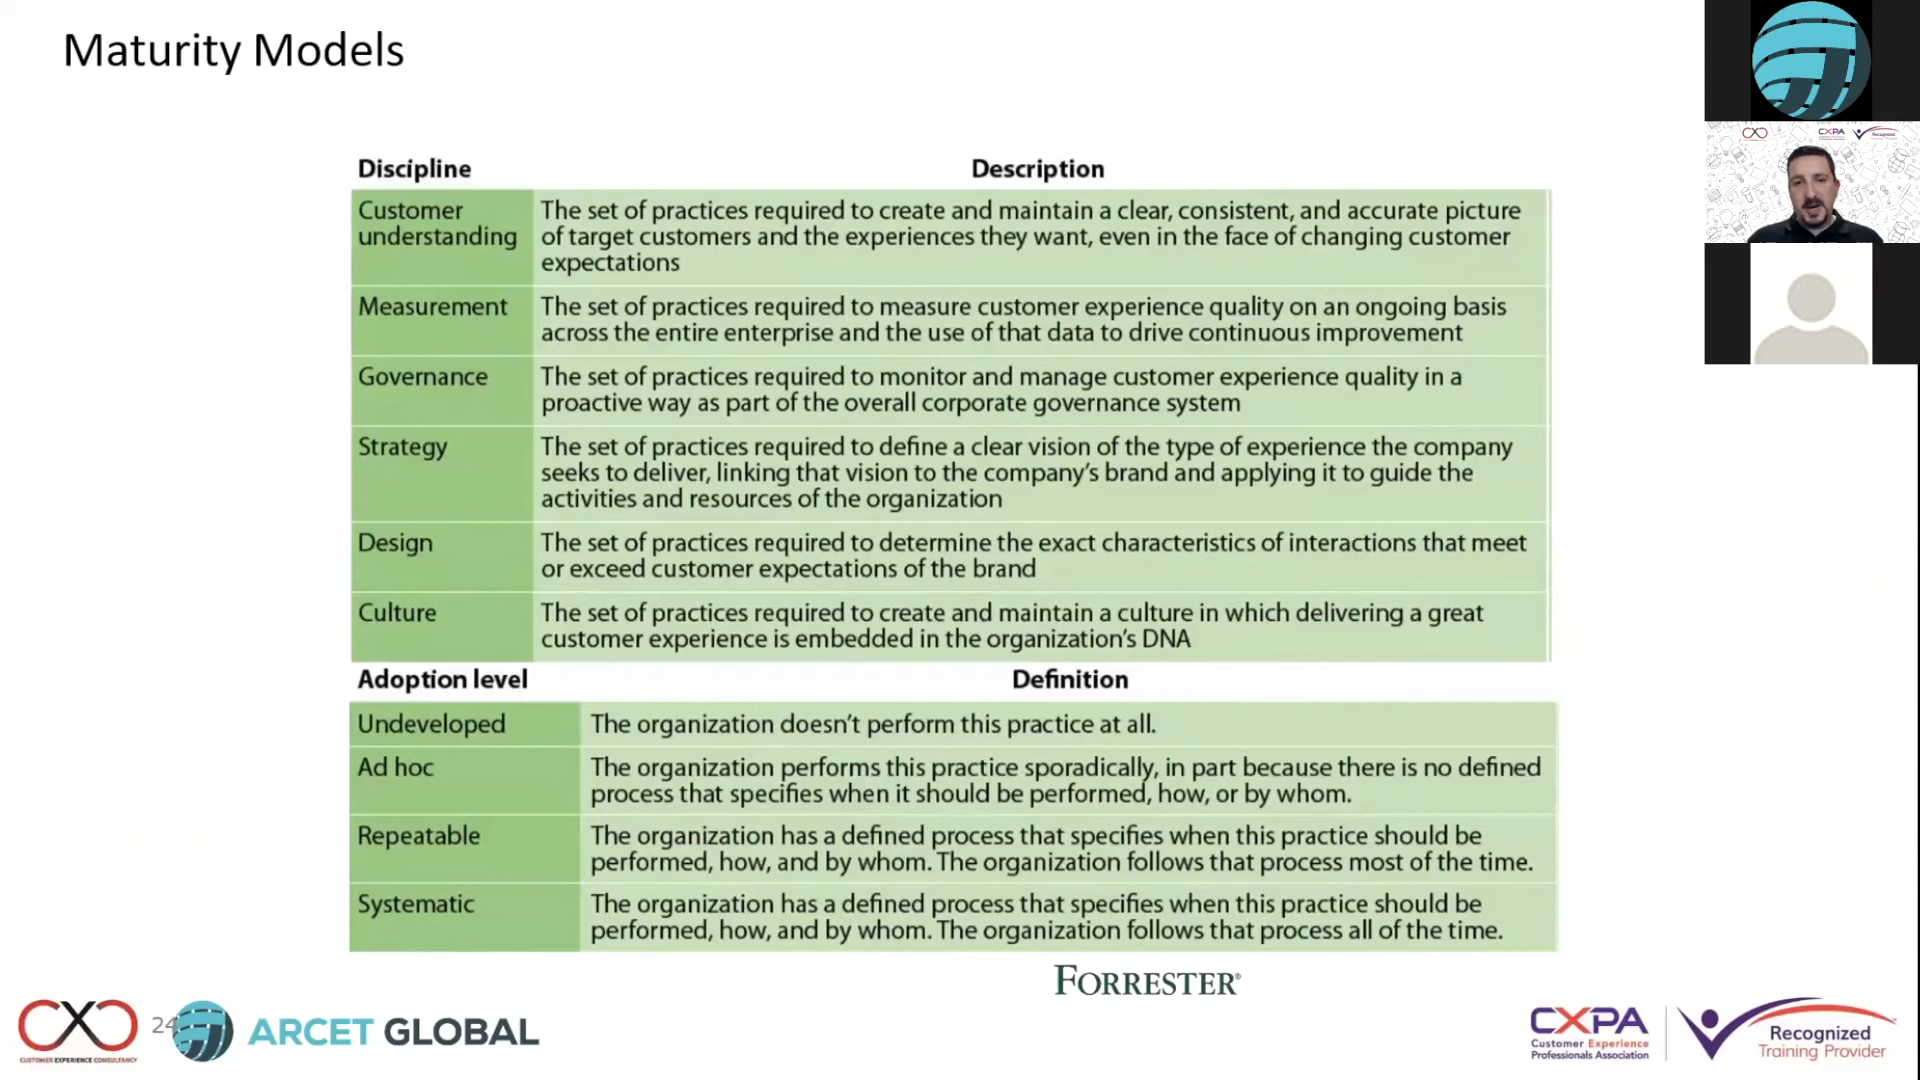 Maturity Models
Discipline Description
Customer understanding
The set of practices required to create and maintain a clear, consistent, and accurate picture
of target customers and the experiences they want, even in the face of changing customer
expectations
Measurement
The set of practices required to measure customer experience quality on an ongoing basis
across the entire enterprise and the use of that data to drive continuous improvement
Governance
The set of practices required to monitor and manage customer experience quality in a
proactive way as part of the overall corporate governance system
Strategy
The set of practices required to define a clear vision of the type of experience the company
seeks to deliver, linking that vision to the company’s brand and applying it to guide the
activities and resources of the organization
Design
The set of practices required to determine the exact characteristics of interactions that meet
or exceed customer expectations of the brand
Culture
The set of practices required to create and maintain a culture in which delivering a great
customer experience is embedded in the organization’s DNA
Adoption level Definition
Undeveloped
The organization doesn’t perform this practice at all.
Ad hoc
The organization performs this practice sporadically, in part because there is no defined
process that specifies when it should be performed, how, or by whom.
Repeatable
The organization has a defined process that specifies when this practice should be
performed, how, and by whom. The organization follows that process most of the time.
Systematic
The organization has a defined process that specifies when this practice should be
performed, how, and by whom. The organization follows that process all of the time.
FORRESTER®
CXC
CUSTOMER EXPERIENCE CONSULTANCY
24
ARCET GLOBAL
CXPA
Customer Experience
Professionals Association
Recognized
Training Provider
CXPA